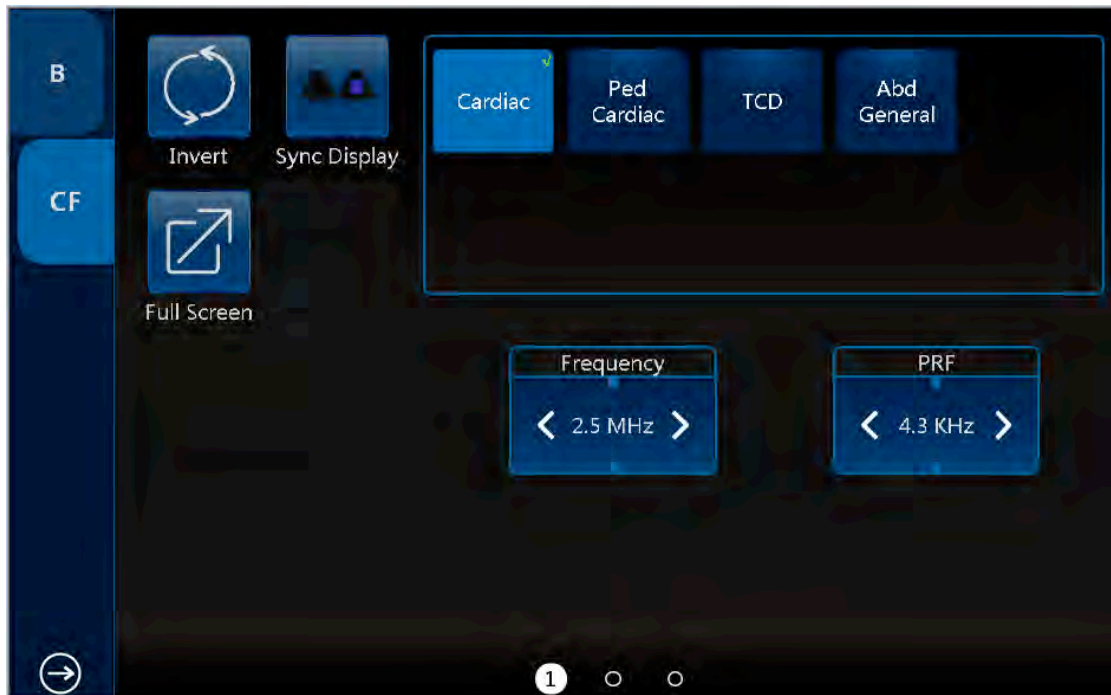 B
CF
Invert
Sync Display
Full Screen
Cardiac
Ped
Cardiac
TCD
Abd
General
Frequency
2.5 MHz
PRF
4.3 KHz
1